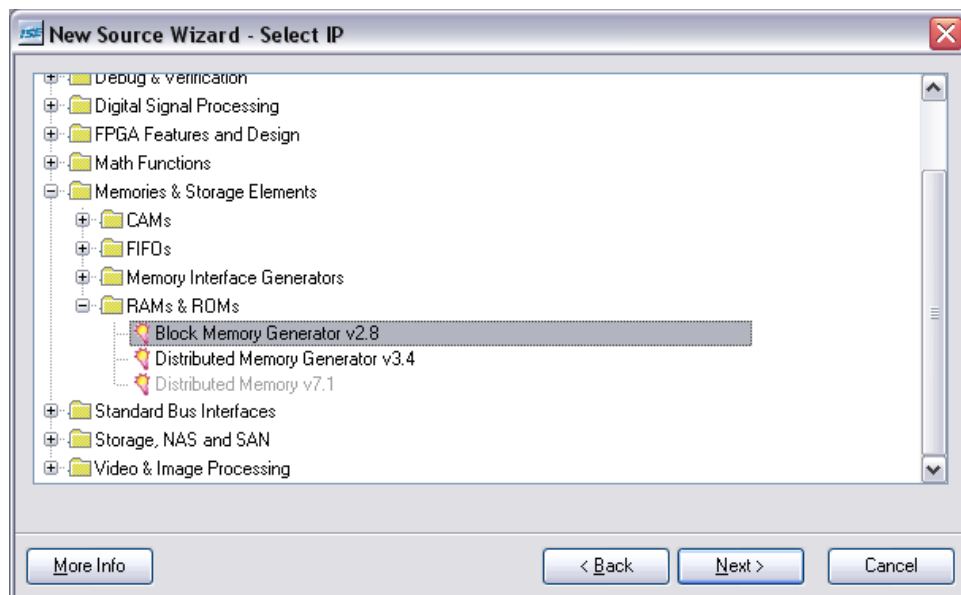 ISE New Source Wizard - Select IP
Debug & Verification
Digital Signal Processing
FPGA Features and Design
Math Functions
Memories & Storage Elements
CAMs
FIFOs
Memory Interface Generators
RAMs & ROMs
Block Memory Generator v2.8
Distributed Memory Generator v3.4
Distributed Memory v7.1
Standard Bus Interfaces
Storage, NAS and SAN
Video & Image Processing
More Info < Back Next > Cancel